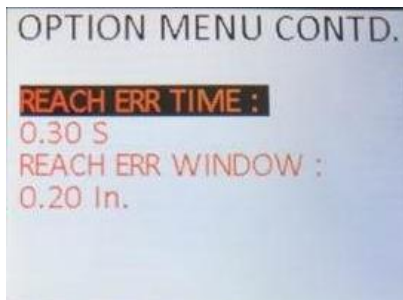 OPTION MENU CONTD.
REACH ERR TIME :
0.30 S
REACH ERR WINDOW :
0.20 In.